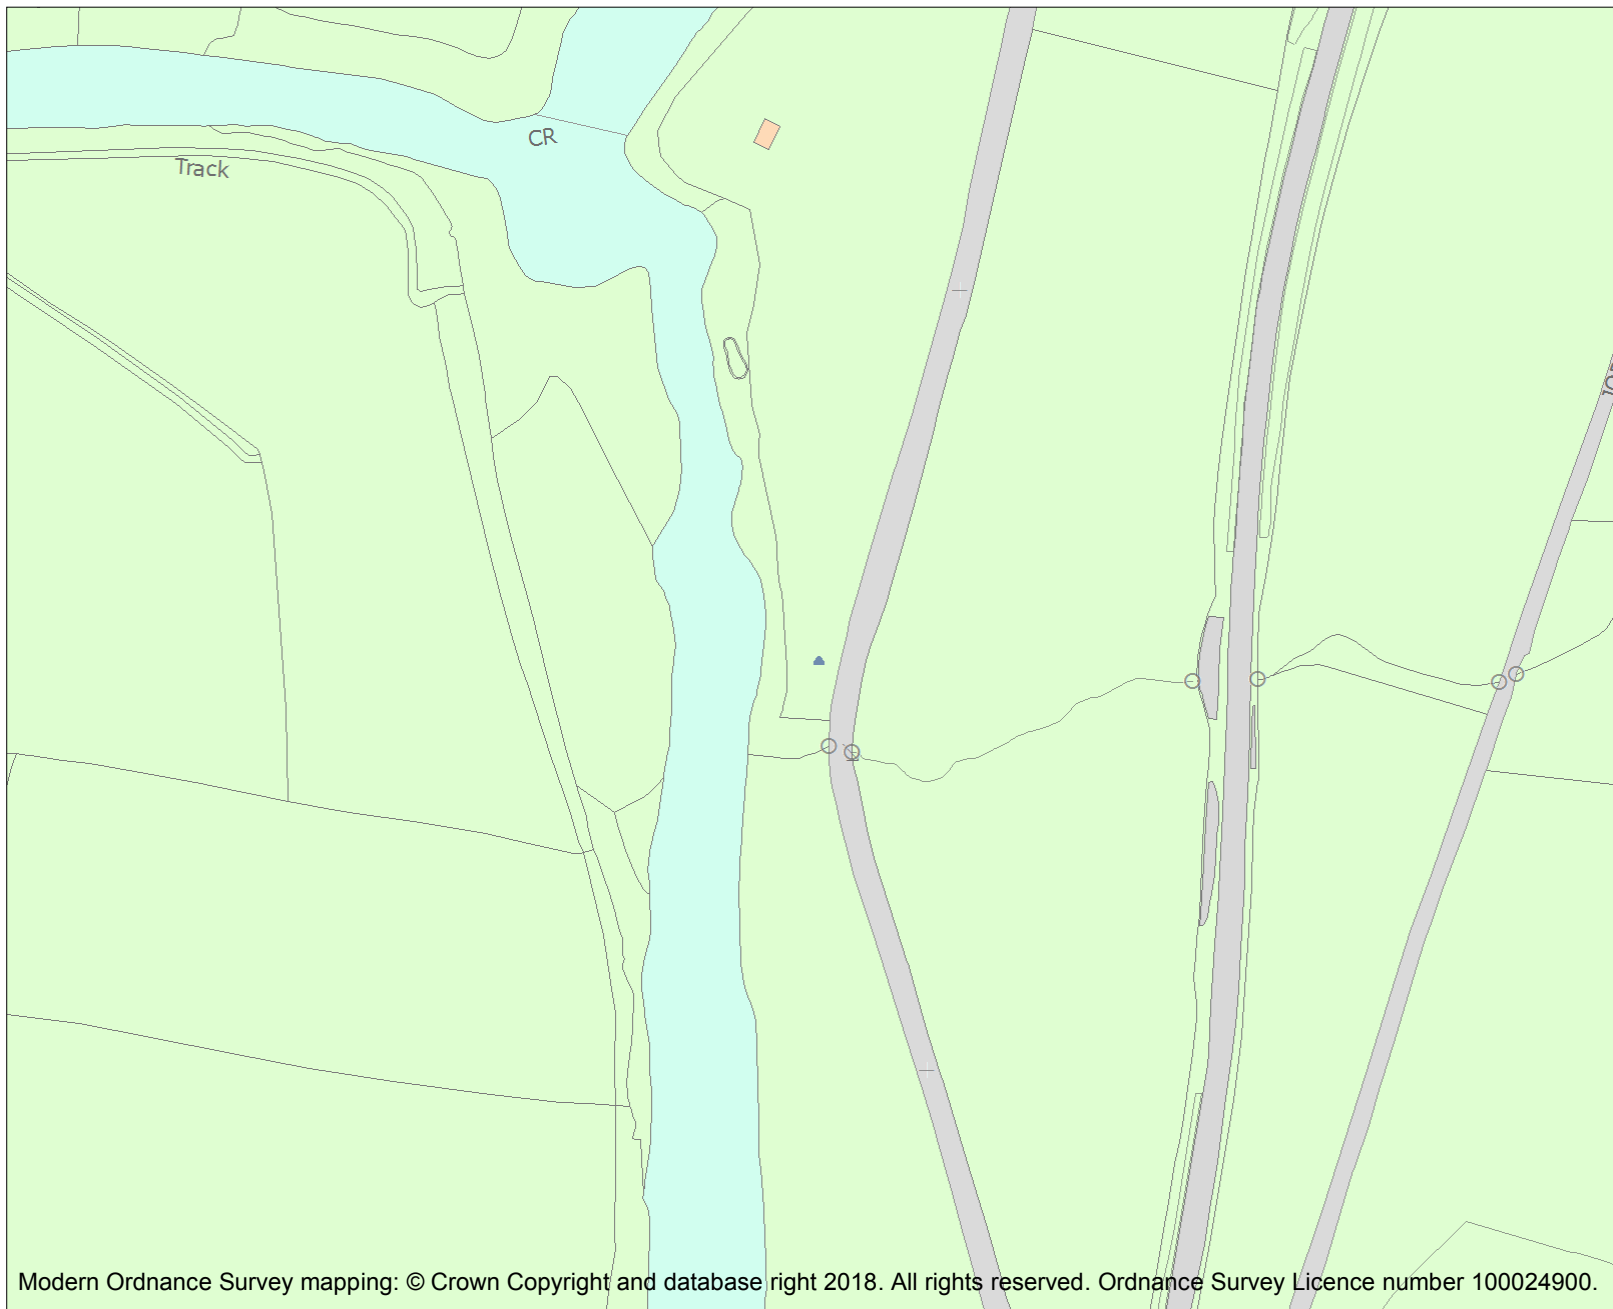 CR
Track
Modern Ordnance Survey mapping: © Crown Copyright and database right 2018. All rights reserved. Ordnance Survey Licence number 100024900.